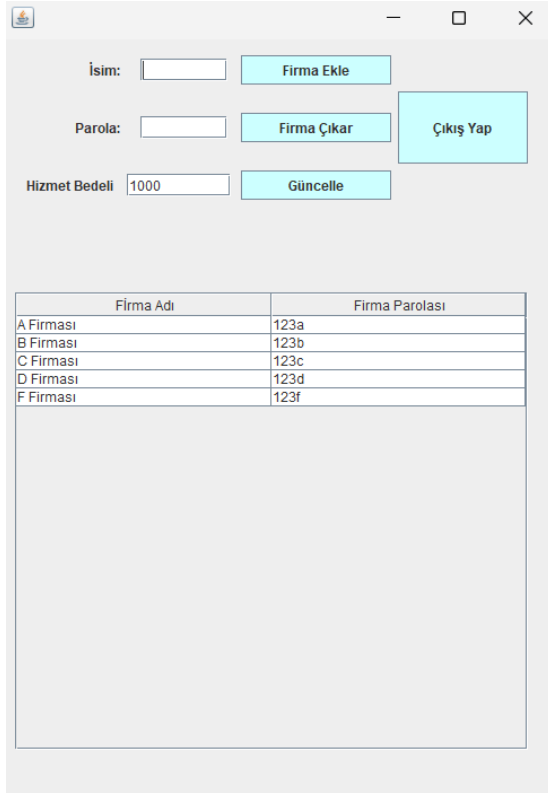 İsim: Firma Ekle
Parola: Firma Çıkar Çıkış Yap
Hizmet Bedeli 1000 Güncelle
Fİrma Adı Firma Parolası
A Firması 123a
B Firması 123b
C Firması 123c
D Firması 123d
F Firması 123f